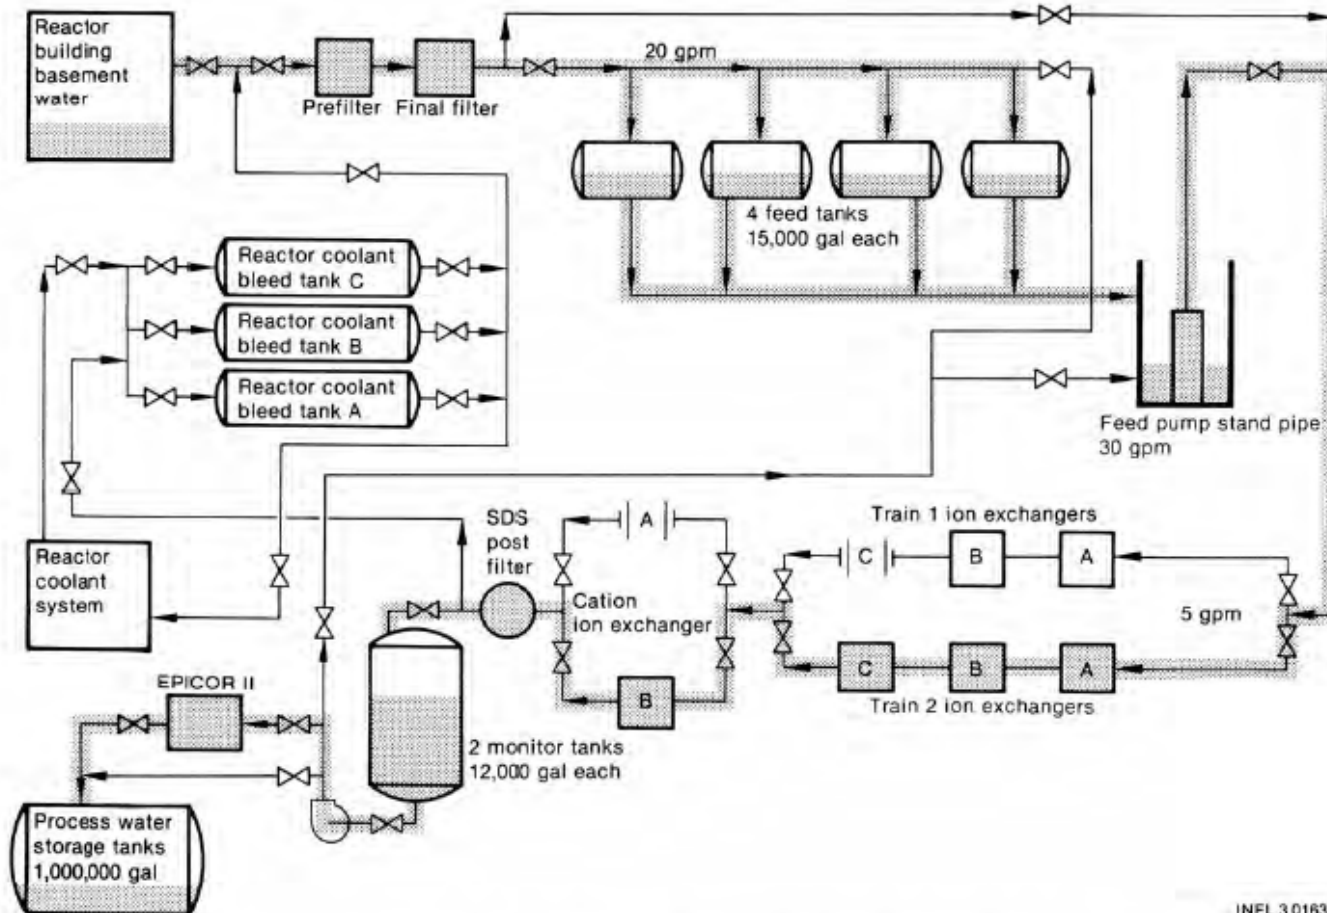 Reactor
building
basement
water
Prefilter
Final filter
20 gpm
4 feed tanks
15,000 gal each
Reactor coolant
bleed tank C
Reactor coolant
bleed tank B
Reactor coolant
bleed tank A
Feed pump stand pipe
30 gpm
Reactor
coolant
system
SDS
post
filter
A
Cation
ion exchanger
B
Train 1 ion exchangers
C
B
A
5 gpm
C
B
A
Train 2 ion exchangers
EPICOR II
2 monitor tanks
12,000 gal each
Process water
storage tanks
1,000,000 gal
INEL 3 0163